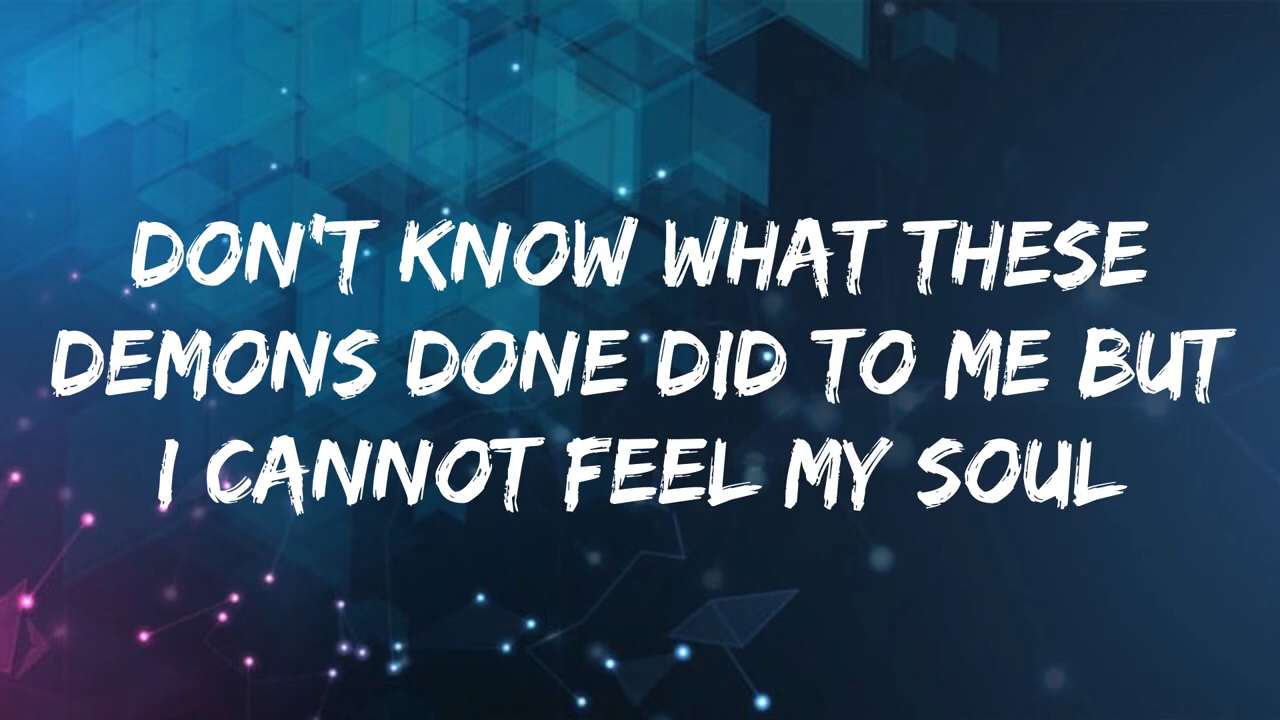 DON'T KNOW WHAT THESE
DEMONS DONE DID TO ME BUT
I CANNOT FEEL MY SOUL